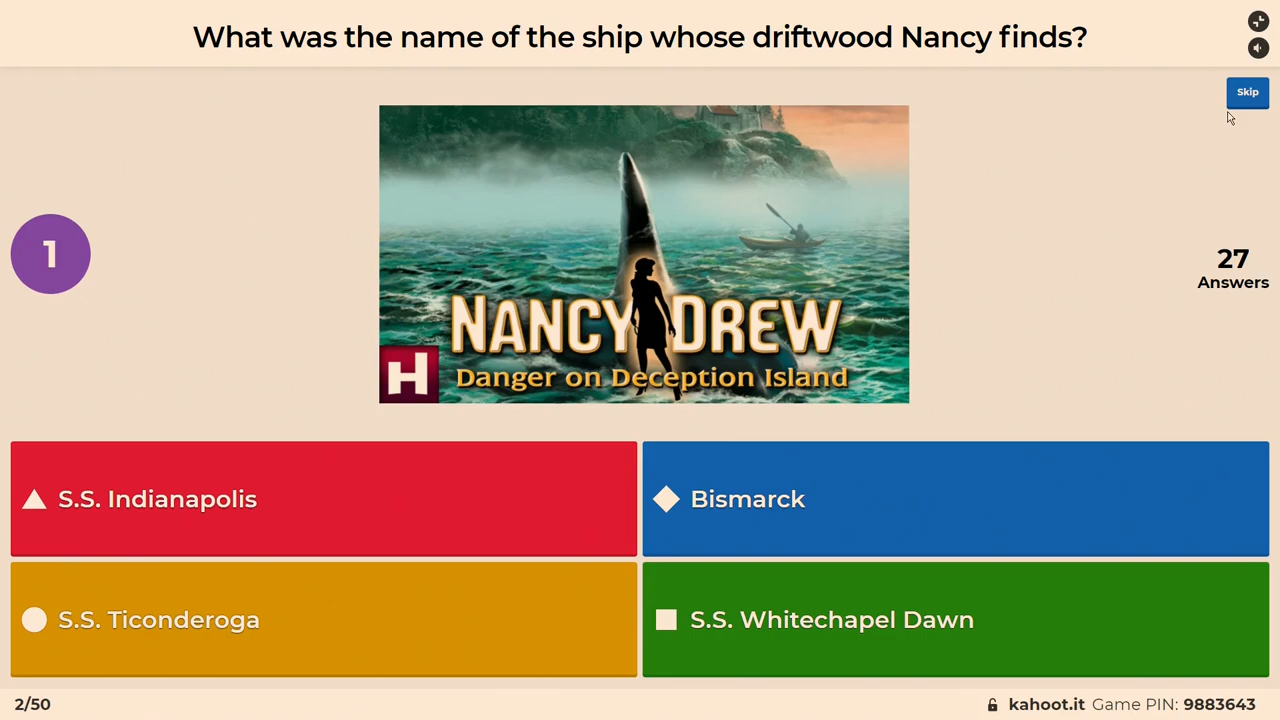 What was the name of the ship whose driftwood Nancy finds?
Skip
1
27
Answers
NANCY DREW
Danger on Deception Island
H
S.S. Indianapolis
Bismarck
S.S. Ticonderoga
S.S. Whitechapel Dawn
2/50
kahoot.it Game PIN: 9883643